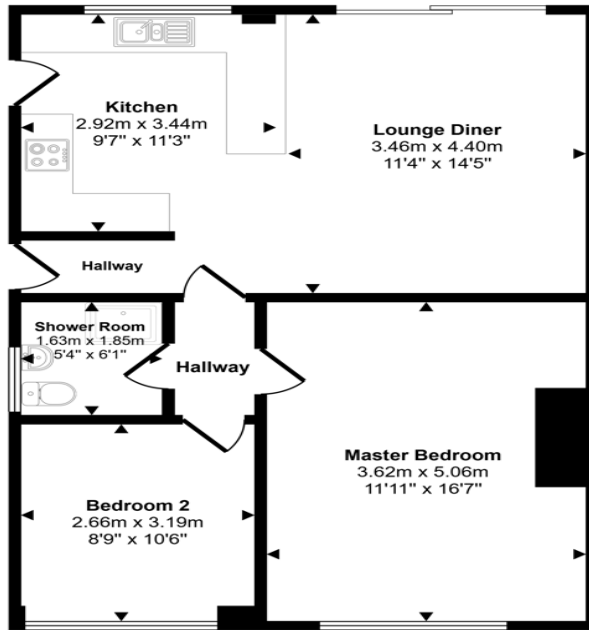 Kitchen
2.92m x 3.44m
9'7" x 11'3"
Lounge Diner
3.46m x 4.40m
11'4" x 14'5"
Hallway
Shower Room
1.63m x 1.85m
5'4" x 6'1"
Hallway
Master Bedroom
3.62m x 5.06m
11'11" x 16'7"
Bedroom 2
2.66m x 3.19m
8'9" x 10'6"